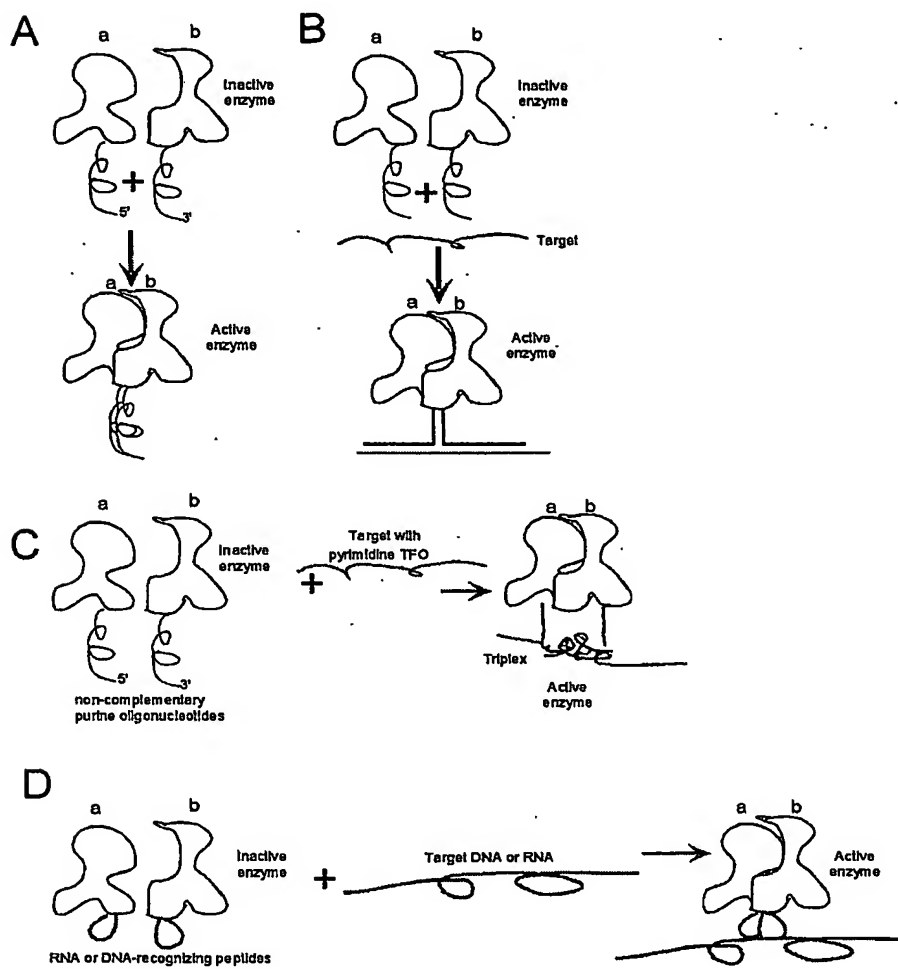 A
a
b
Inactive
enzyme
+
5'
3'
a b
Active
enzyme
B
a
b
Inactive
enzyme
+
Target
a b
Active
enzyme
C
a
b
Inactive
enzyme
5'
3'
non-complementary
purine oligonucleotides
+
Target with
pyrimidine TFO
a b
Triplex
Active
enzyme
D
a
b
Inactive
enzyme
RNA or DNA-recognizing peptides
+
Target DNA or RNA
a b
Active
enzyme